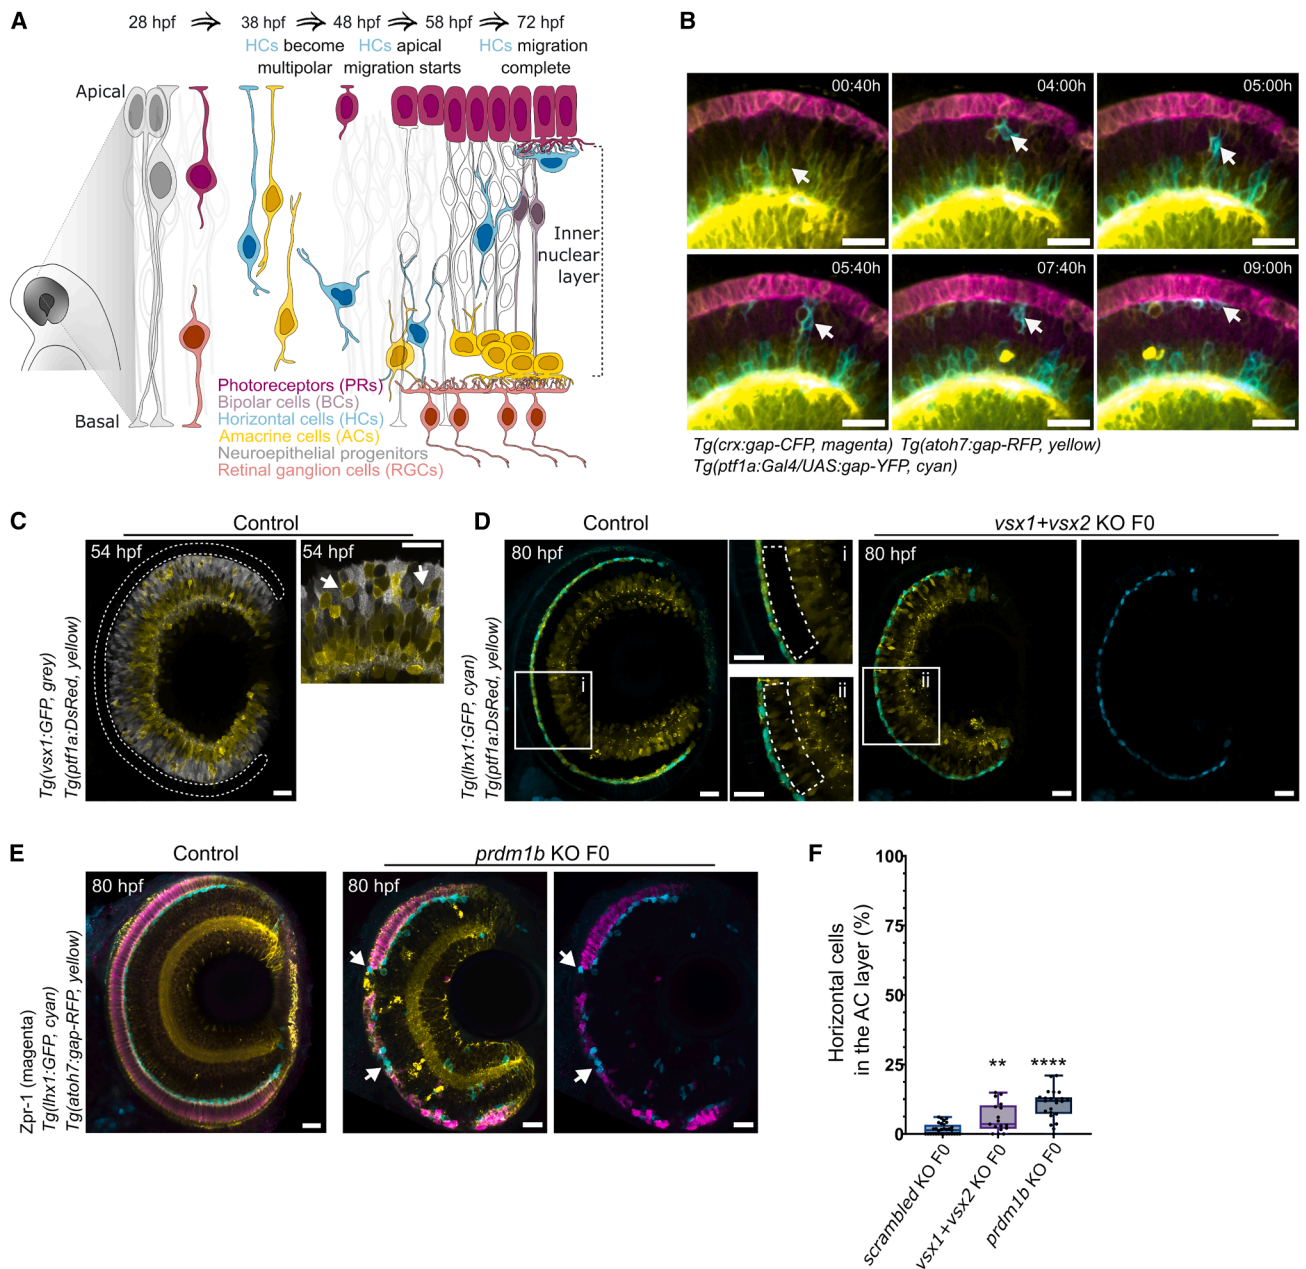 A
28 hpf
38 hpf
48 hpf
58 hpf
72 hpf
HCs become
multipolar
HCs apical
migration starts
HCs migration
complete
Apical
Basal
Inner
nuclear
layer
Photoreceptors (PRs)
Bipolar cells (BCs)
Horizontal cells (HCs)
Amacrine cells (ACs)
Neuroepithelial progenitors
Retinal ganglion cells (RGCs)
B
00:40h
04:00h
05:00h
05:40h
07:40h
09:00h
Tg(crx:gap-CFP, magenta) Tg(atoh7:gap-RFP, yellow)
Tg(ptf1a:Gal4/UAS:gap-YFP, cyan)
C
Control
54 hpf
54 hpf
Tg(vsx1:GFP, grey)
Tg(ptf1a:DsRed, yellow)
D
Control
vsx1+vsx2 KO F0
80 hpf
i
i
ii
80 hpf
ii
Tg(lhx1:GFP, cyan)
Tg(ptf1a:DsRed, yellow)
E
Control
prdm1b KO F0
80 hpf
80 hpf
Zpr-1 (magenta)
Tg(lhx1:GFP, cyan)
Tg(atoh7:gap-RFP, yellow)
F
Horizontal cells
in the AC layer (%)
100
75
50
25
0
**
****
scrambled KO F0
vsx1+vsx2 KO F0
prdm1b KO F0